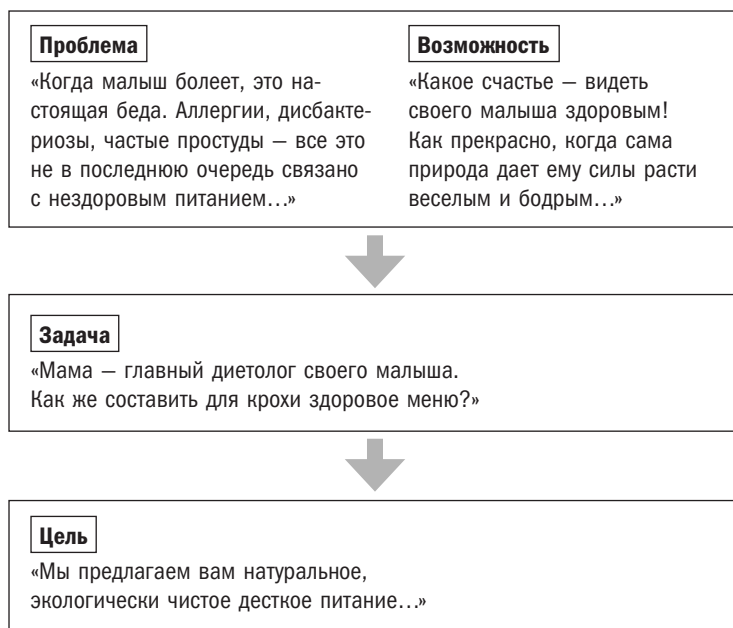 Проблема
«Когда малыш болеет, это на-
стоящая беда. Аллергии, дисбакте-
риозы, частые простуды — все это
не в последнюю очередь связано
с нездоровым питанием…»
Возможность
«Какое счастье — видеть
своего малыша здоровым!
Как прекрасно, когда сама
природа дает ему силы расти
веселым и бодрым…»
Задача
«Мама — главный диетолог своего малыша.
Как же составить для крохи здоровое меню?»
Цель
«Мы предлагаем вам натуральное,
экологически чистое десткое питание…»